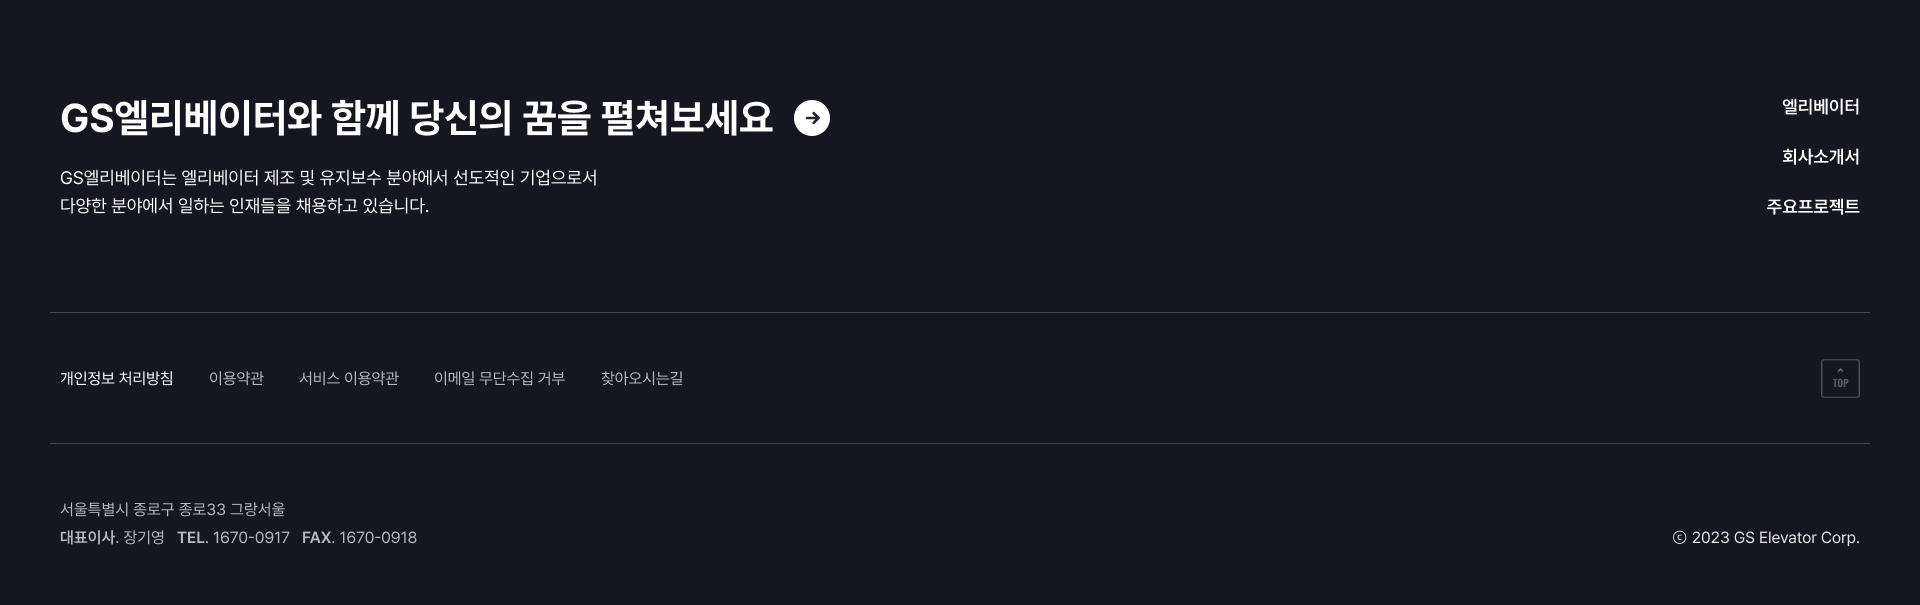 GS엘리베이터와 함께 당신의 꿈을 펼쳐보세요
GS엘리베이터는 엘리베이터 제조 및 유지보수 분야에서 선도적인 기업으로서
다양한 분야에서 일하는 인재들을 채용하고 있습니다.
엘리베이터
회사소개서
주요프로젝트
개인정보 처리방침 이용약관 서비스 이용약관 이메일 무단수집 거부 찾아오시는길
TOP
서울특별시 종로구 종로33 그랑서울
대표이사. 장기영 TEL. 1670-0917 FAX. 1670-0918
ⓒ 2023 GS Elevator Corp.